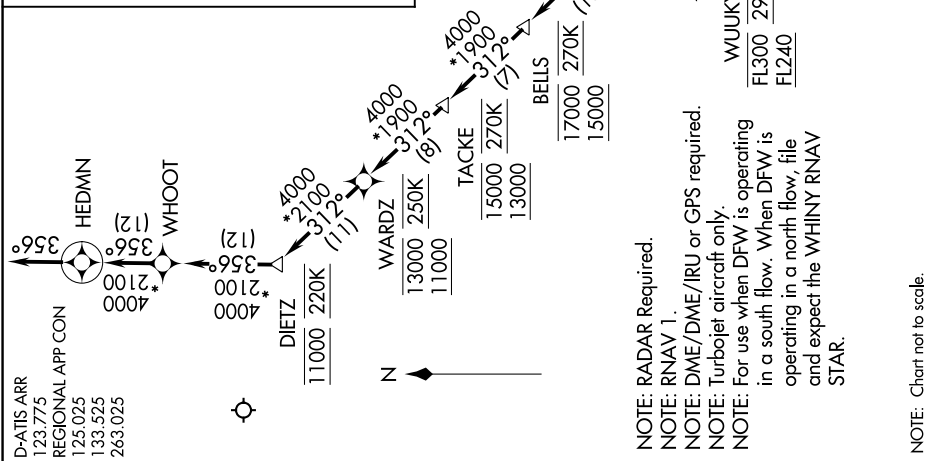 D-ATIS ARR
123.775
REGIONAL APP CON
125.025
133.525
263.025
356°
HEDMN
(12)
356°
4000
*2100
WHOOT
(12)
356°
4000
*2100
DIETZ
11000 220K
4000
*2100
312°
(11)
WARDZ
13000 250K
11000
4000
*1900
312°
(8)
TACKE
15000 270K
13000
4000
*1900
312°
(7)
BELLS
17000 270K
15000
N
WUUK
FL300 29
FL240
NOTE: RADAR Required.
NOTE: RNAV 1.
NOTE: DME/DME/IRU or GPS required.
NOTE: Turbojet aircraft only.
NOTE: For use when DFW is operating
in a south flow. When DFW is
operating in a north flow, file
and expect the WHINY RNAV
STAR.
NOTE: Chart not to scale.